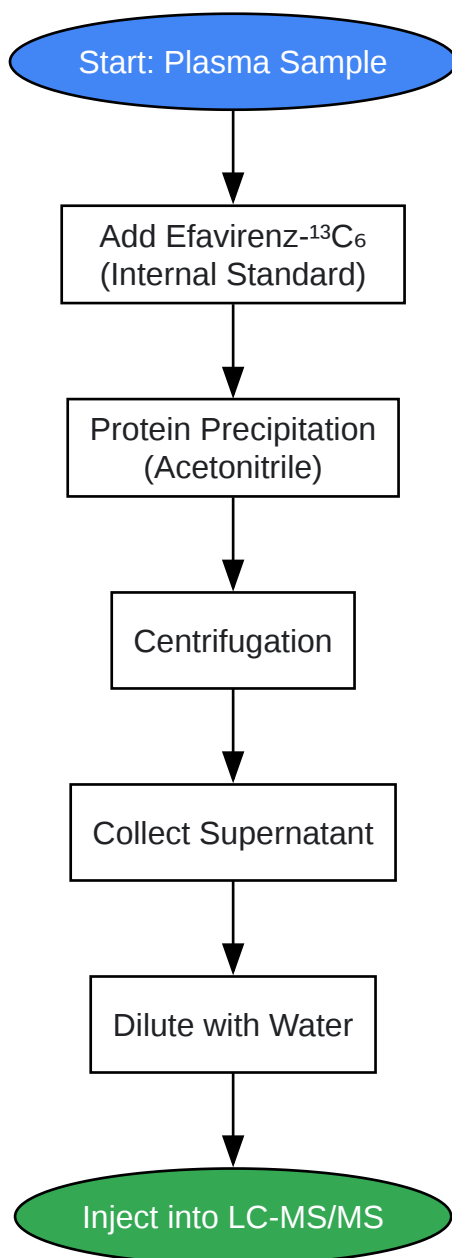 Start: Plasma Sample
Add Efavirenz-¹³C₆
(Internal Standard)
Protein Precipitation
(Acetonitrile)
Centrifugation
Collect Supernatant
Dilute with Water
Inject into LC-MS/MS